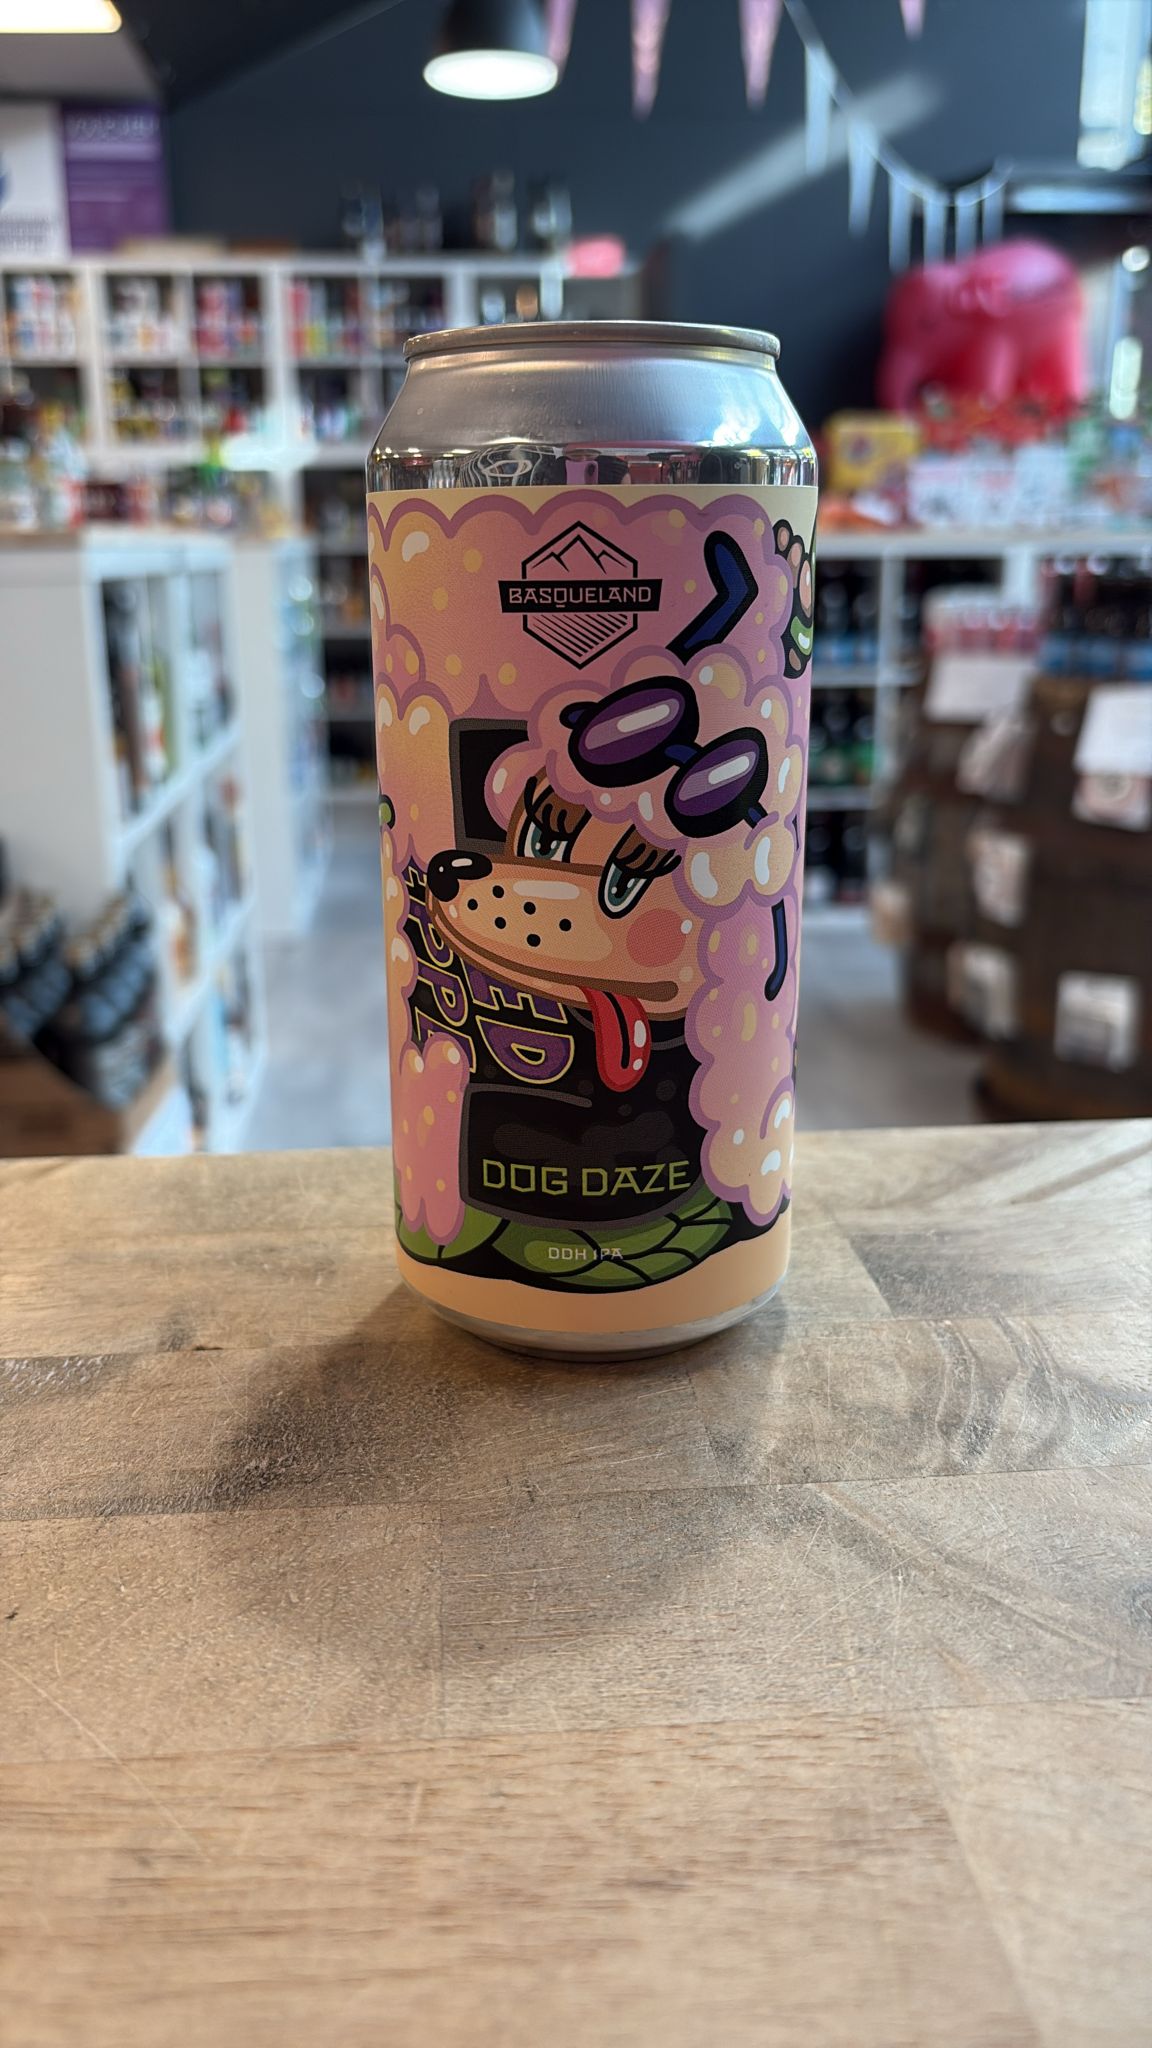 BASQUELAND
DOG DAZE
DDH IPA